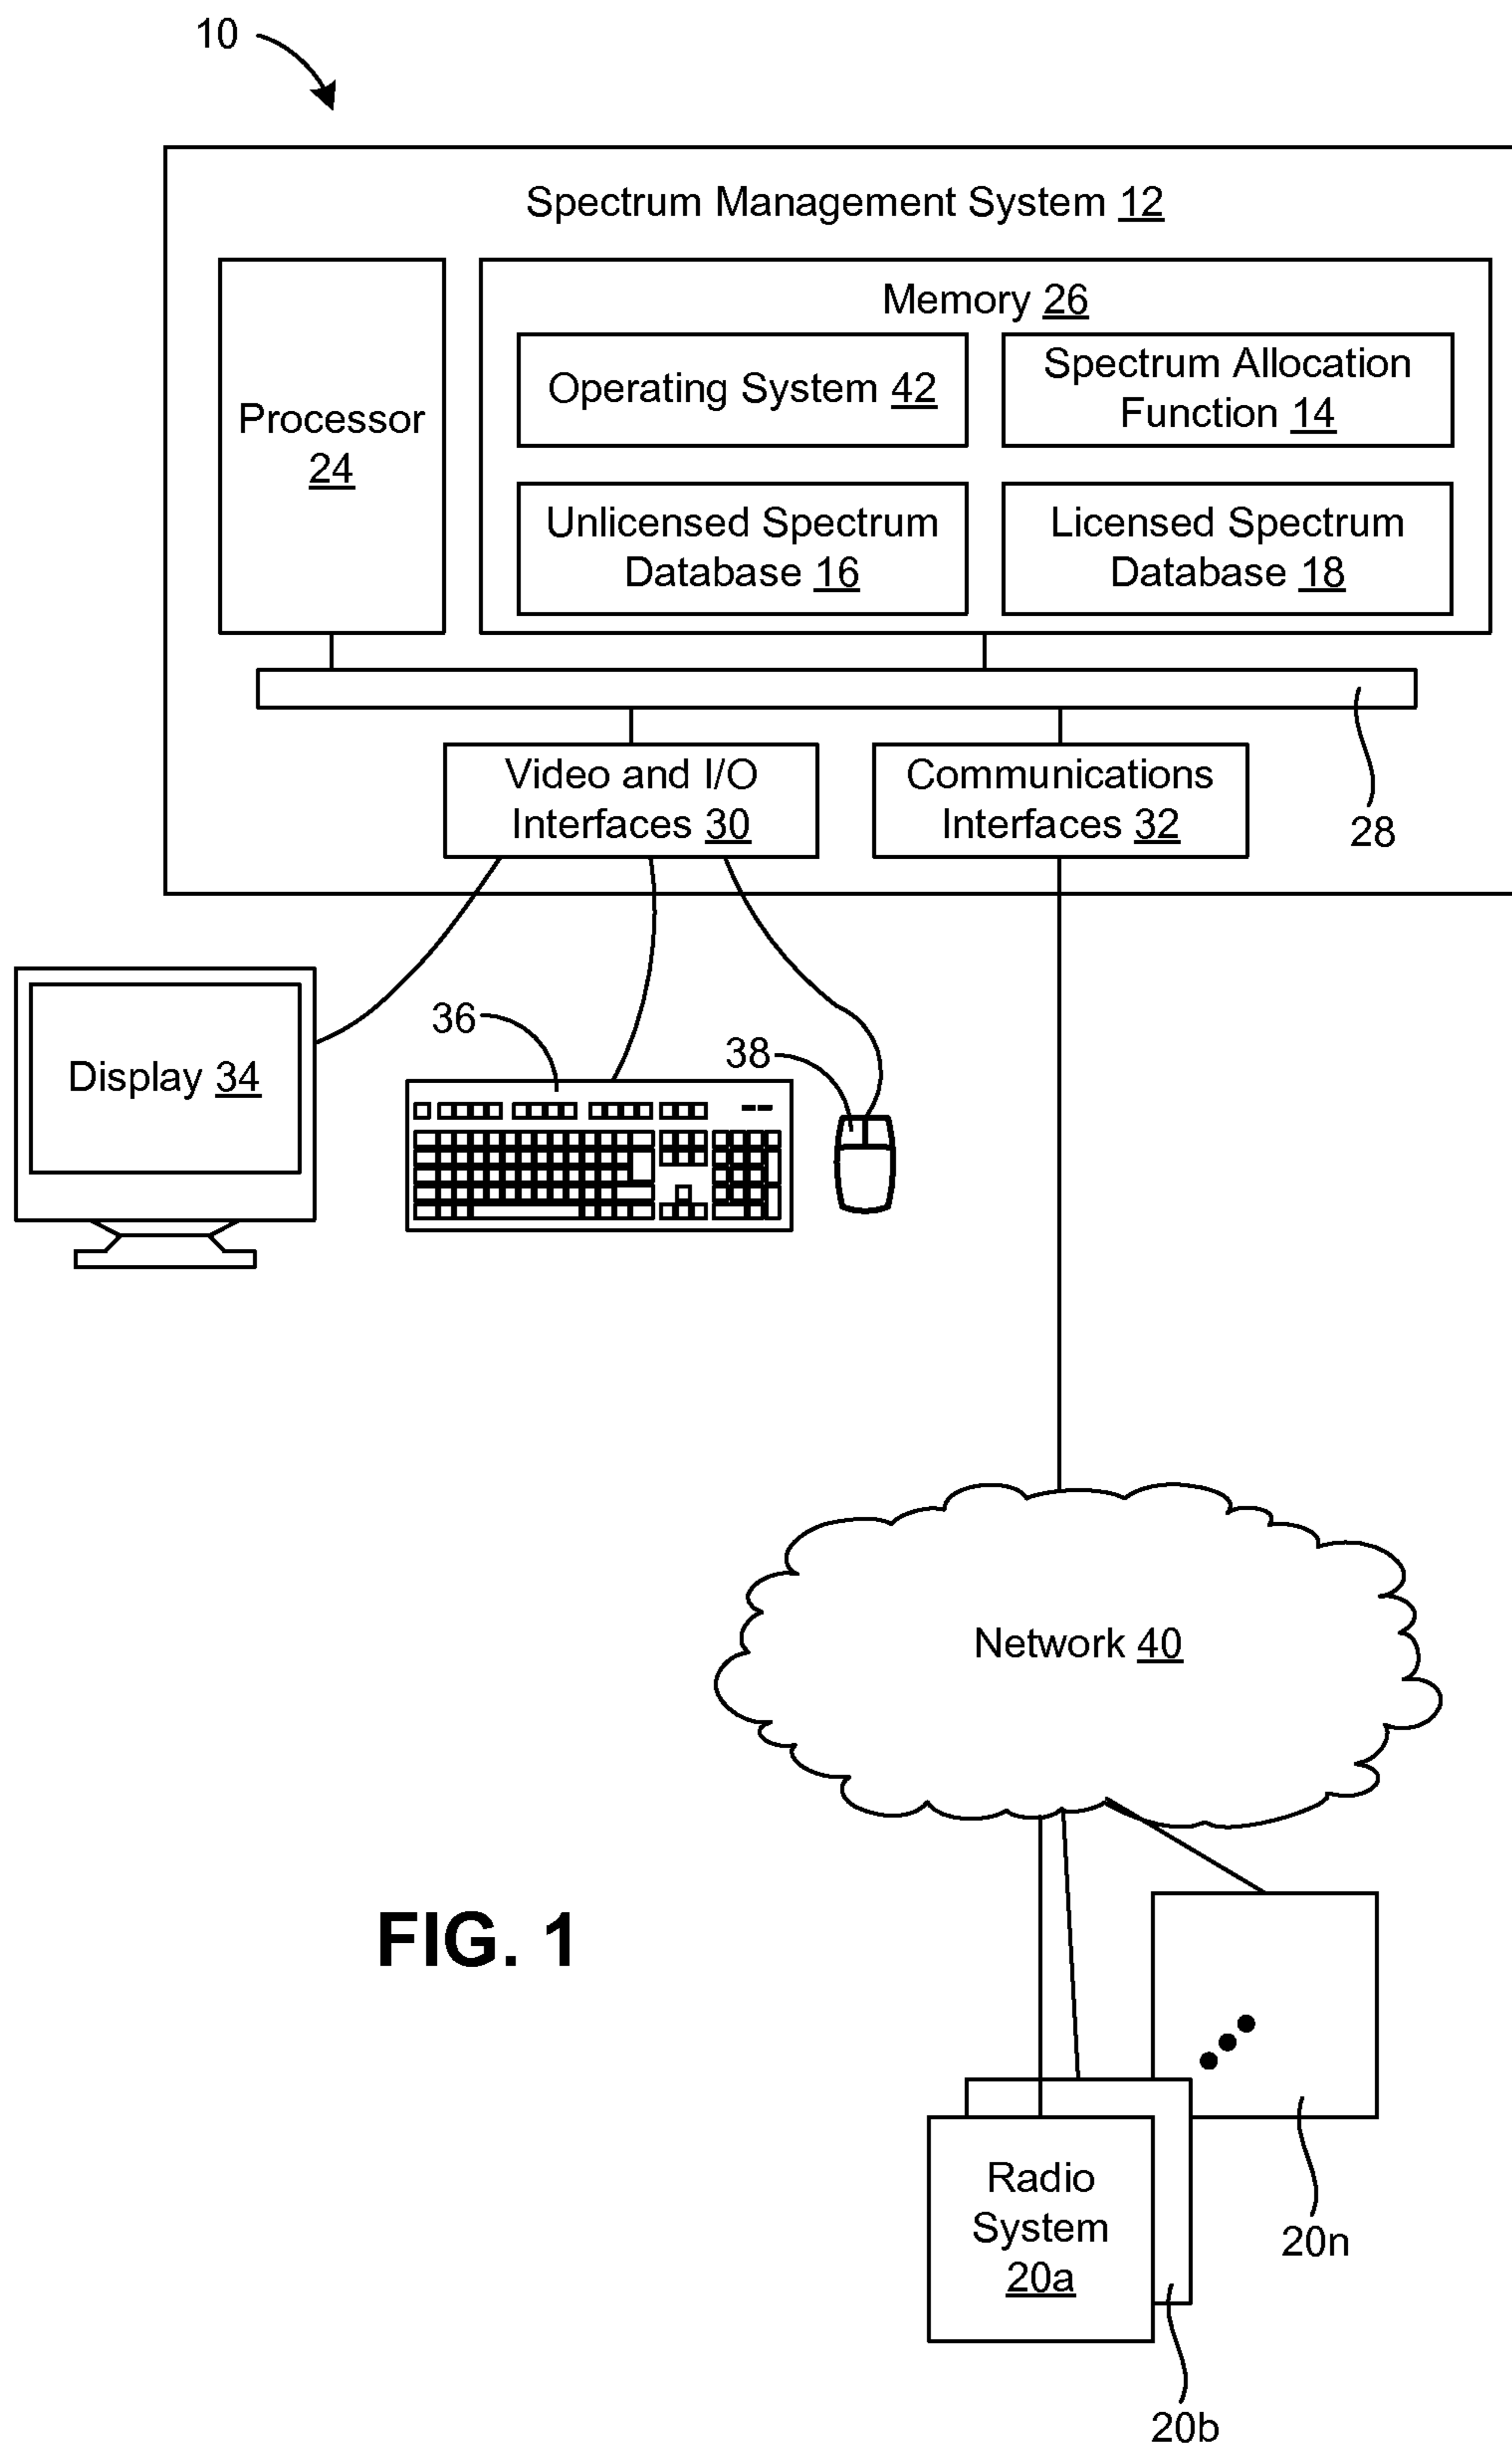 10
Spectrum Management System 12
Processor
24
Memory 26
Operating System 42
Spectrum Allocation
Function 14
Unlicensed Spectrum
Database 16
Licensed Spectrum
Database 18
Video and I/O
Interfaces 30
Communications
Interfaces 32
28
Display 34
36
38
Network 40
FIG. 1
Radio
System
20a
20n
20b